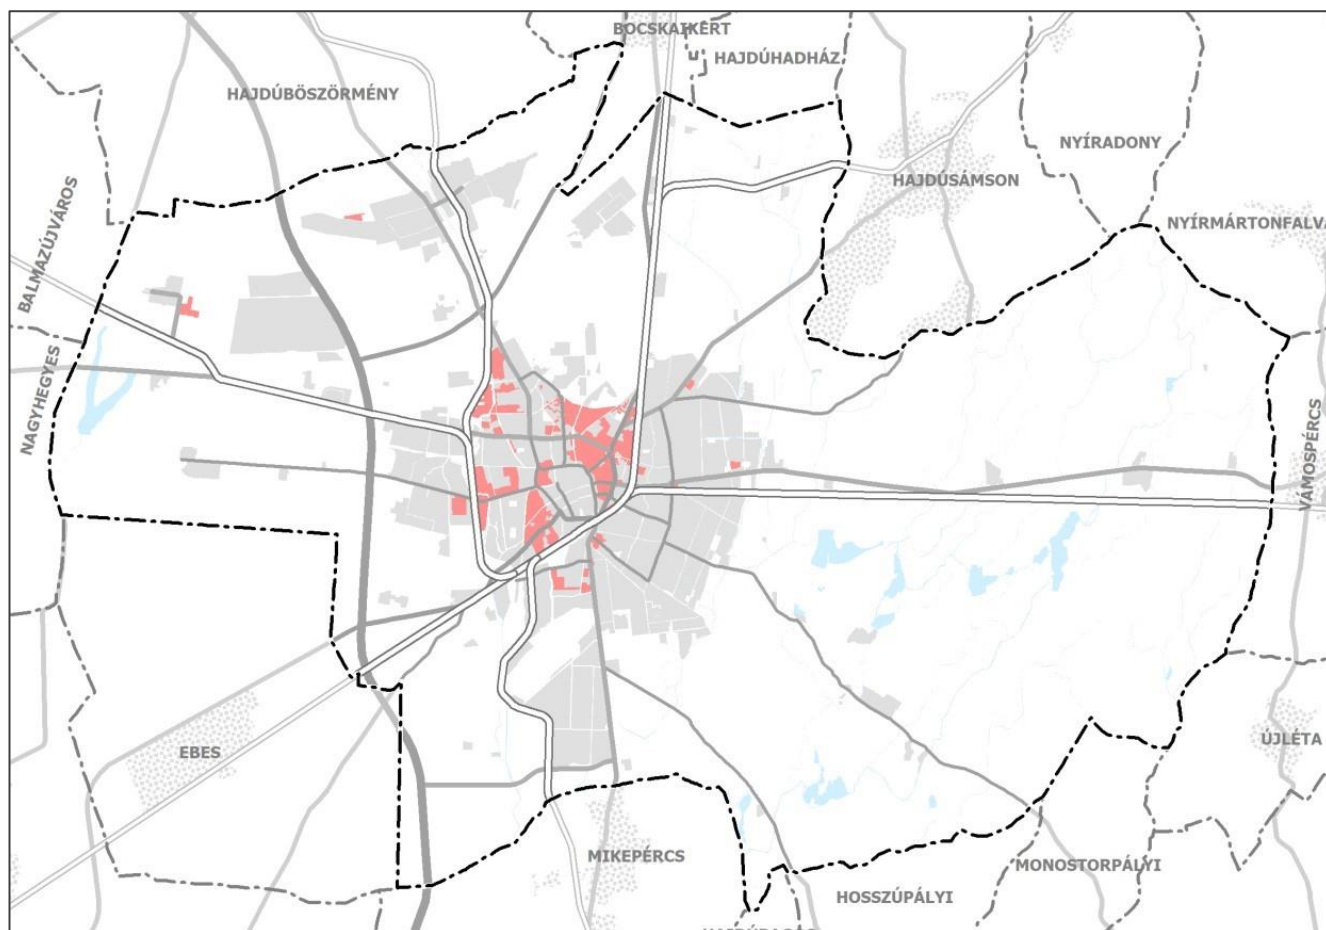 BOCSKAIKERT
HAJDÚHADHÁZ
HAJDÚBÖSZÖRMÉNY
NYÍRADONY
HAJDÚSÁMSON
NYÍRMÁRTONFALVA
BALMAZÚJVÁROS
NAGYHEGYES
VÁMOSPÉRCS
EBES
ÚJLÉTA
MIKEPÉRCS
MONOSTORPÁLYI
HOSSZÚPÁLYI